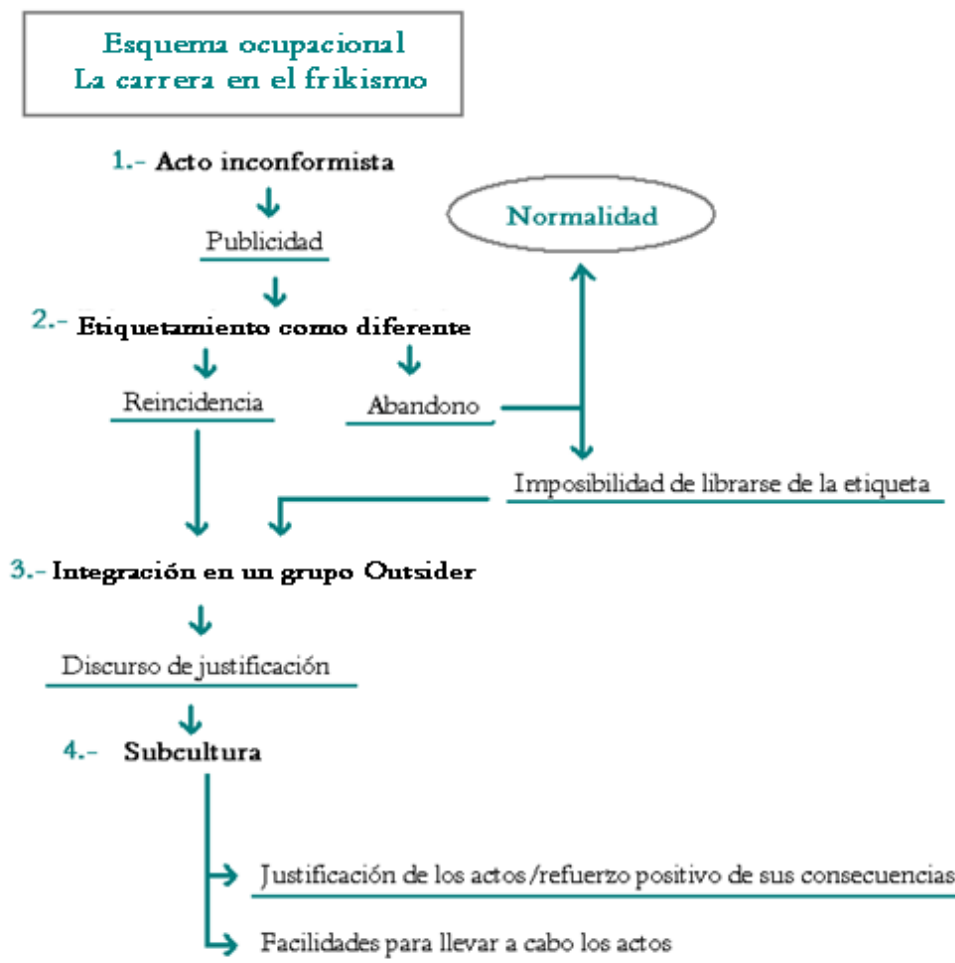 Esquema ocupacional
La carrera en el frikismo
1.- Acto inconformista
Normalidad
Publicidad
2.- Etiquetamiento como diferente
Reincidencia
Abandono
Imposibilidad de librarse de la etiqueta
3.- Integración en un grupo Outsider
Discurso de justificación
4.- Subcultura
Justificación de los actos/refuerzo positivo de sus consecuencias
Facilidades para llevar a cabo los actos